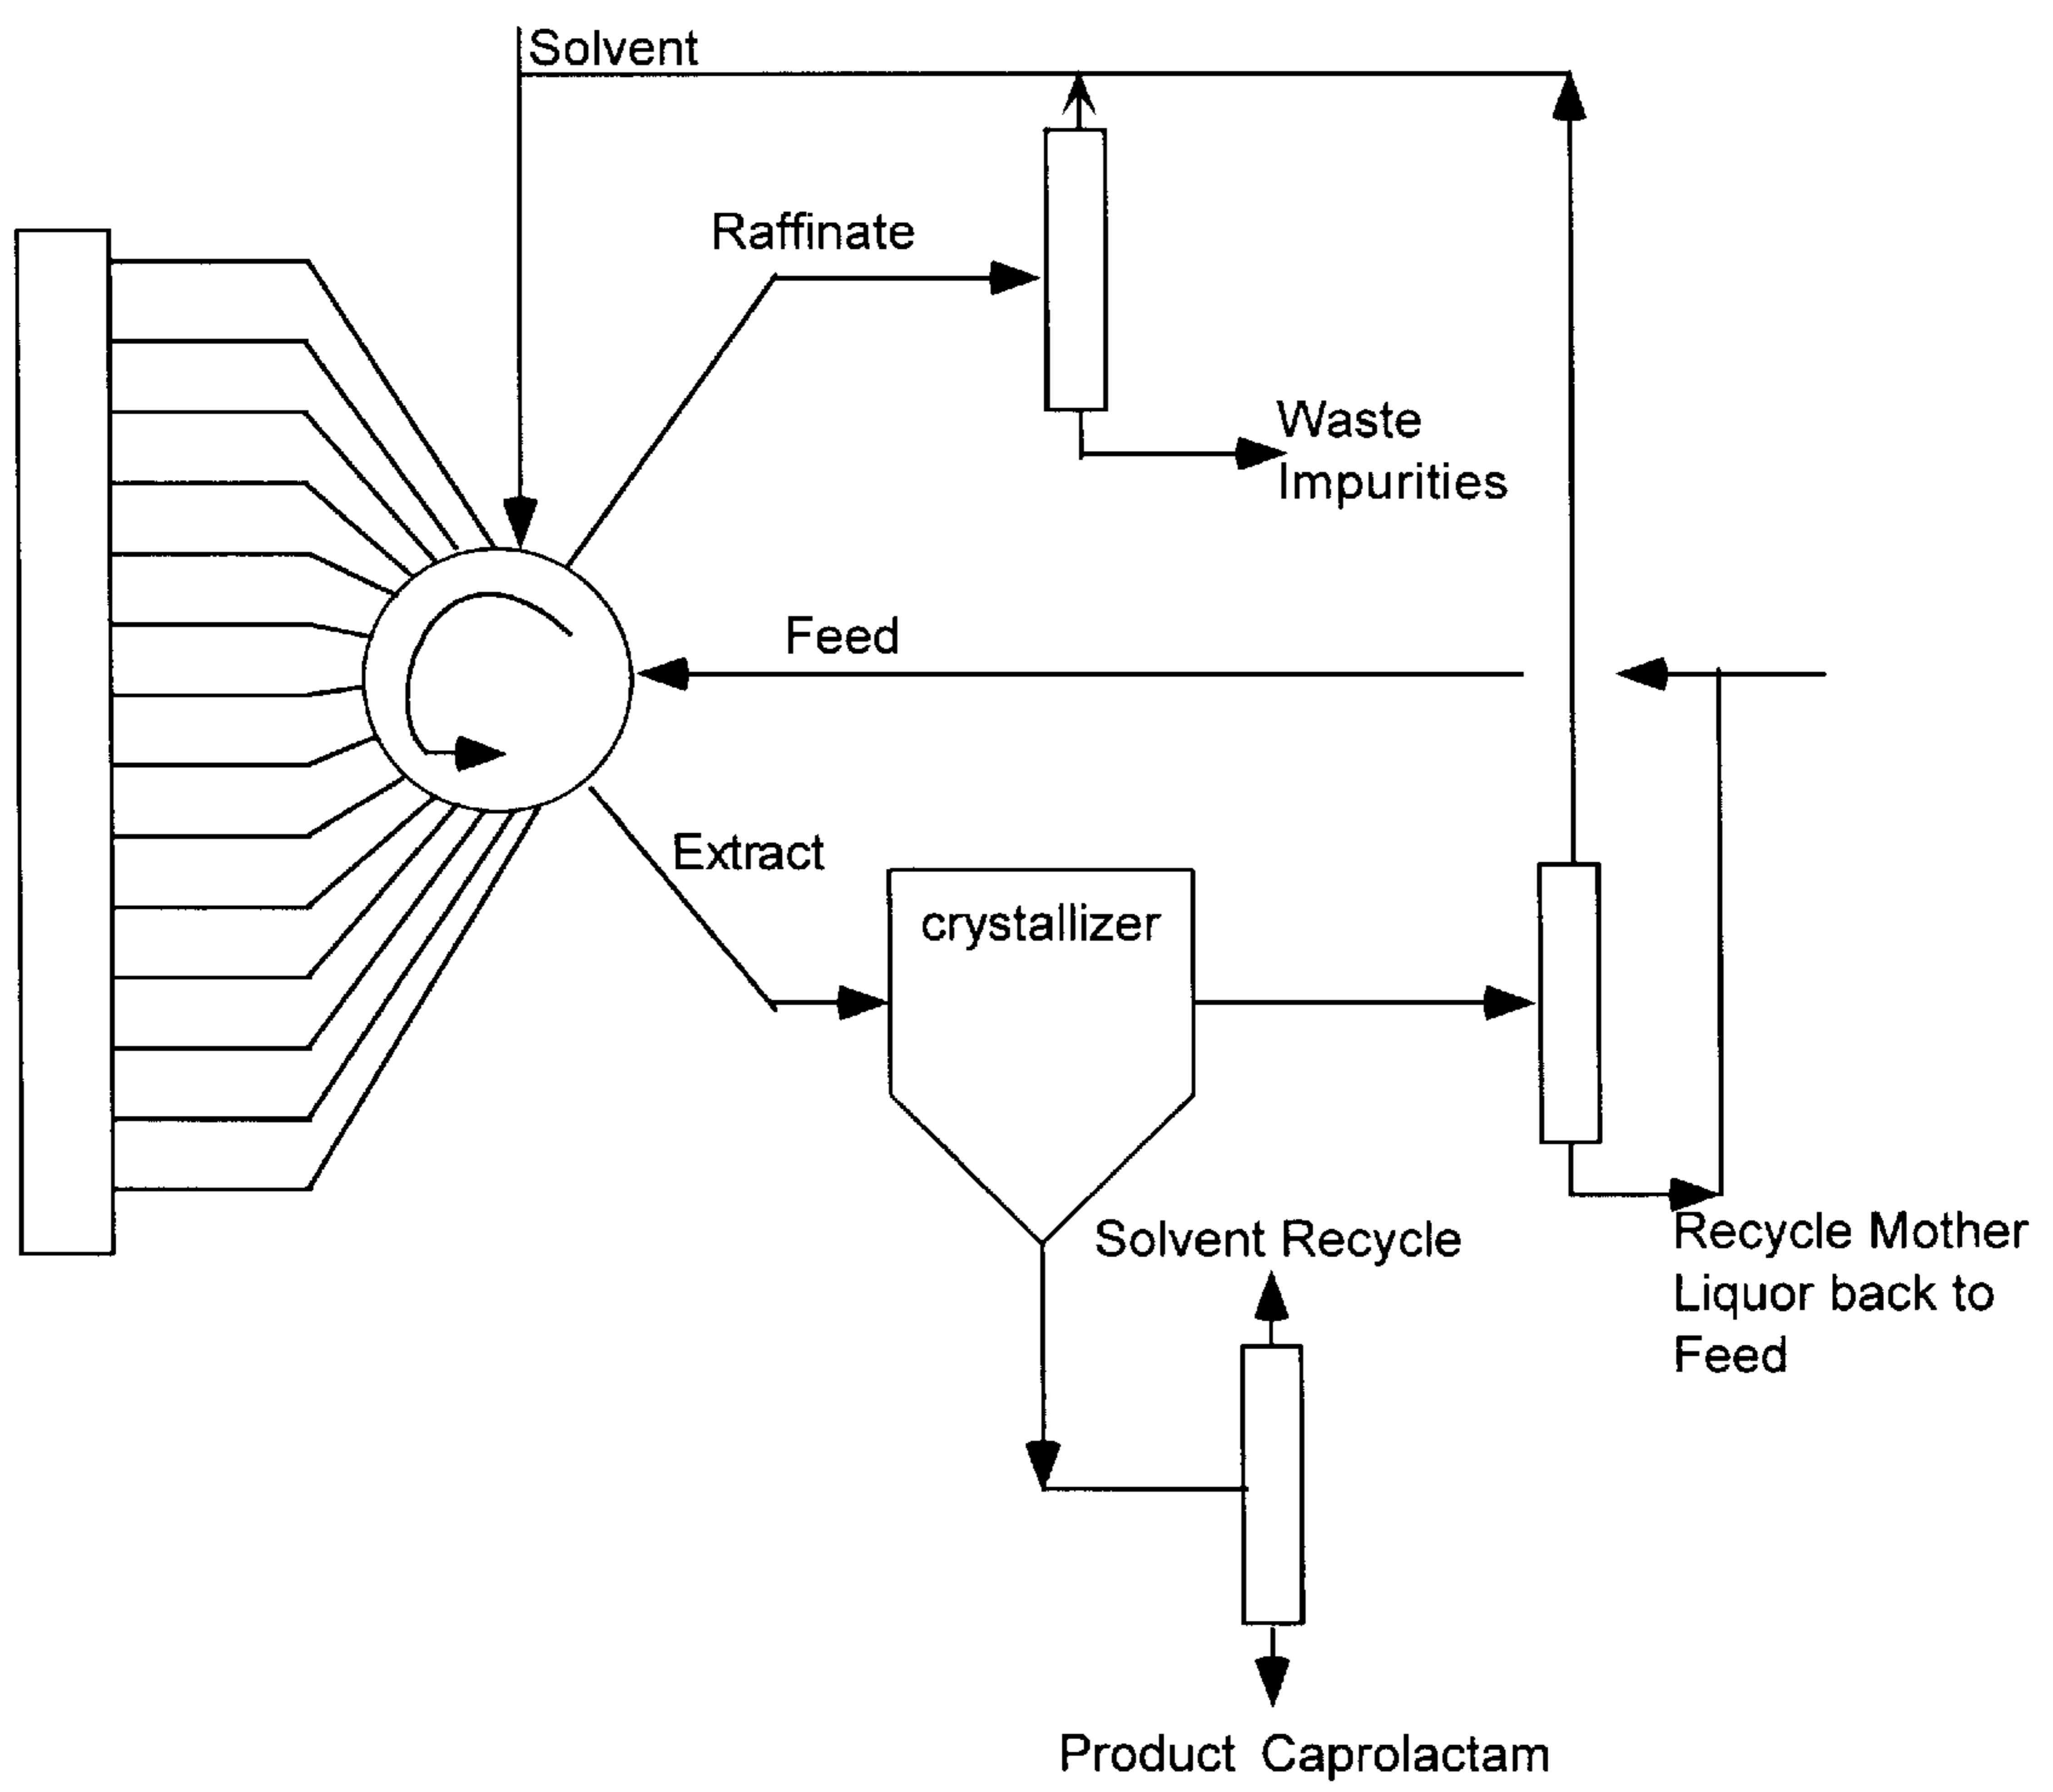 Solvent
Raffinate
Waste
Impurities
Feed
Extract
crystallizer
Solvent Recycle
Recycle Mother
Liquor back to
Feed
Product Caprolactam